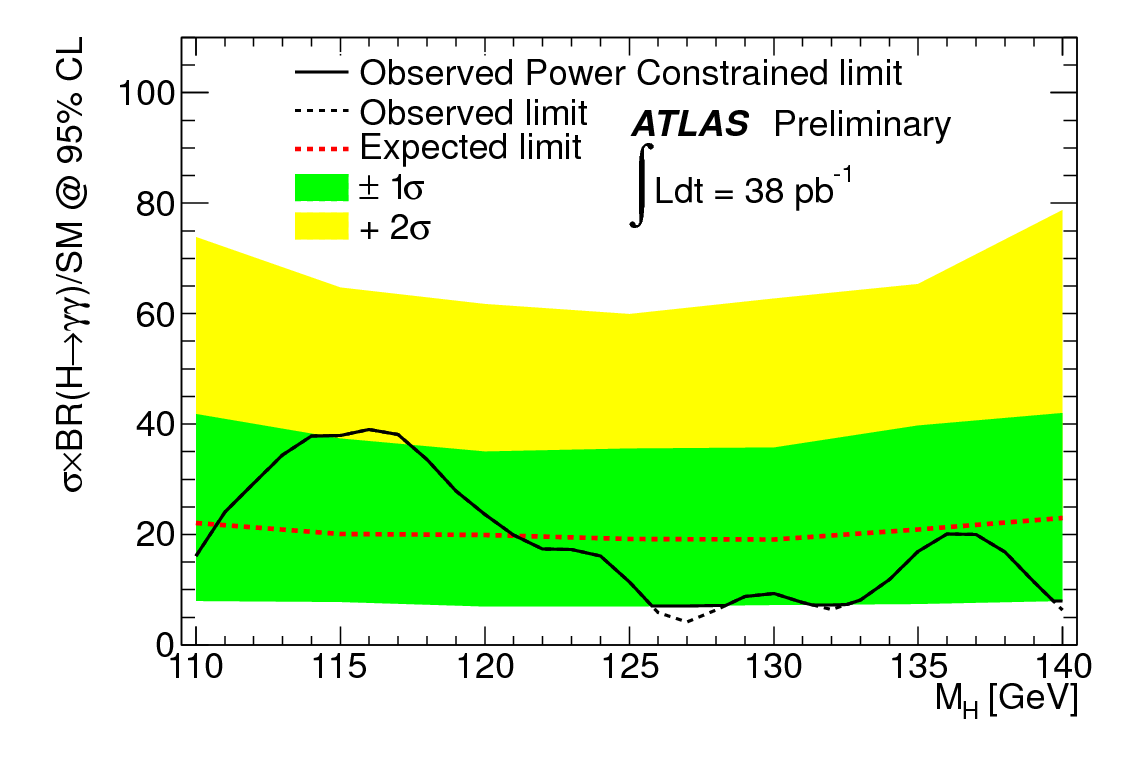 σ×BR(H→γγ)/SM @ 95% CL
Observed Power Constrained limit
Observed limit
Expected limit
± 1σ
+ 2σ
ATLAS Preliminary
∫Ldt = 38 pb⁻¹
100
80
60
40
20
0
110 115 120 125 130 135 140
M_H [GeV]